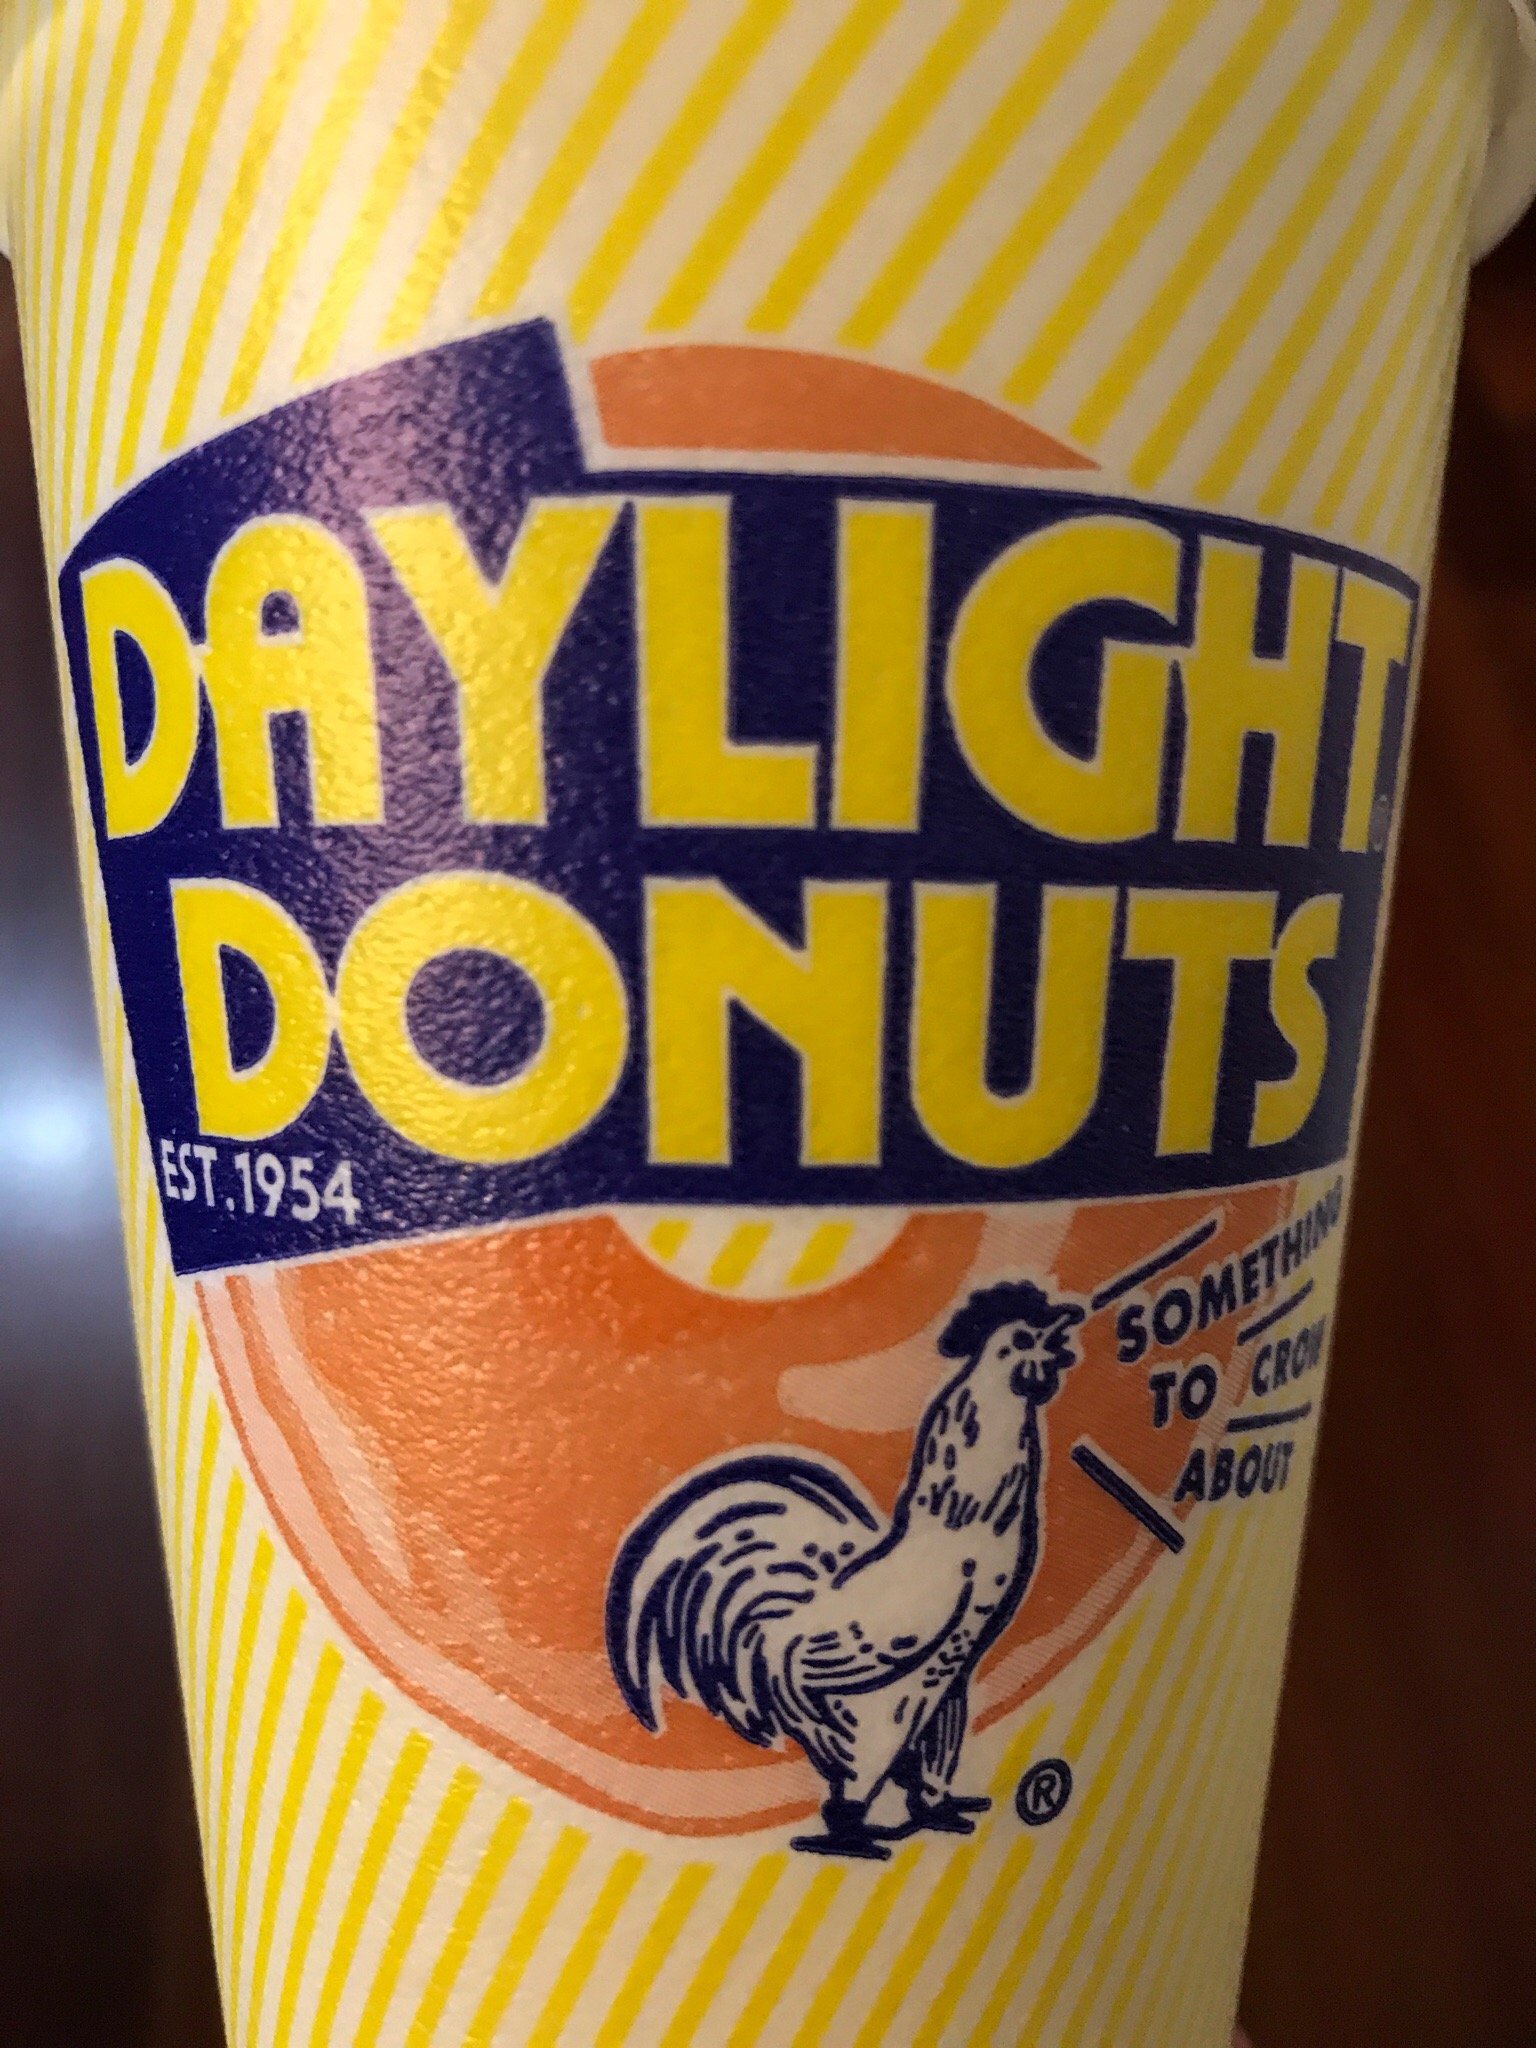 DAYLIGHT
DONUTS
EST. 1954
SOMETHING
TO CROW
ABOUT
®